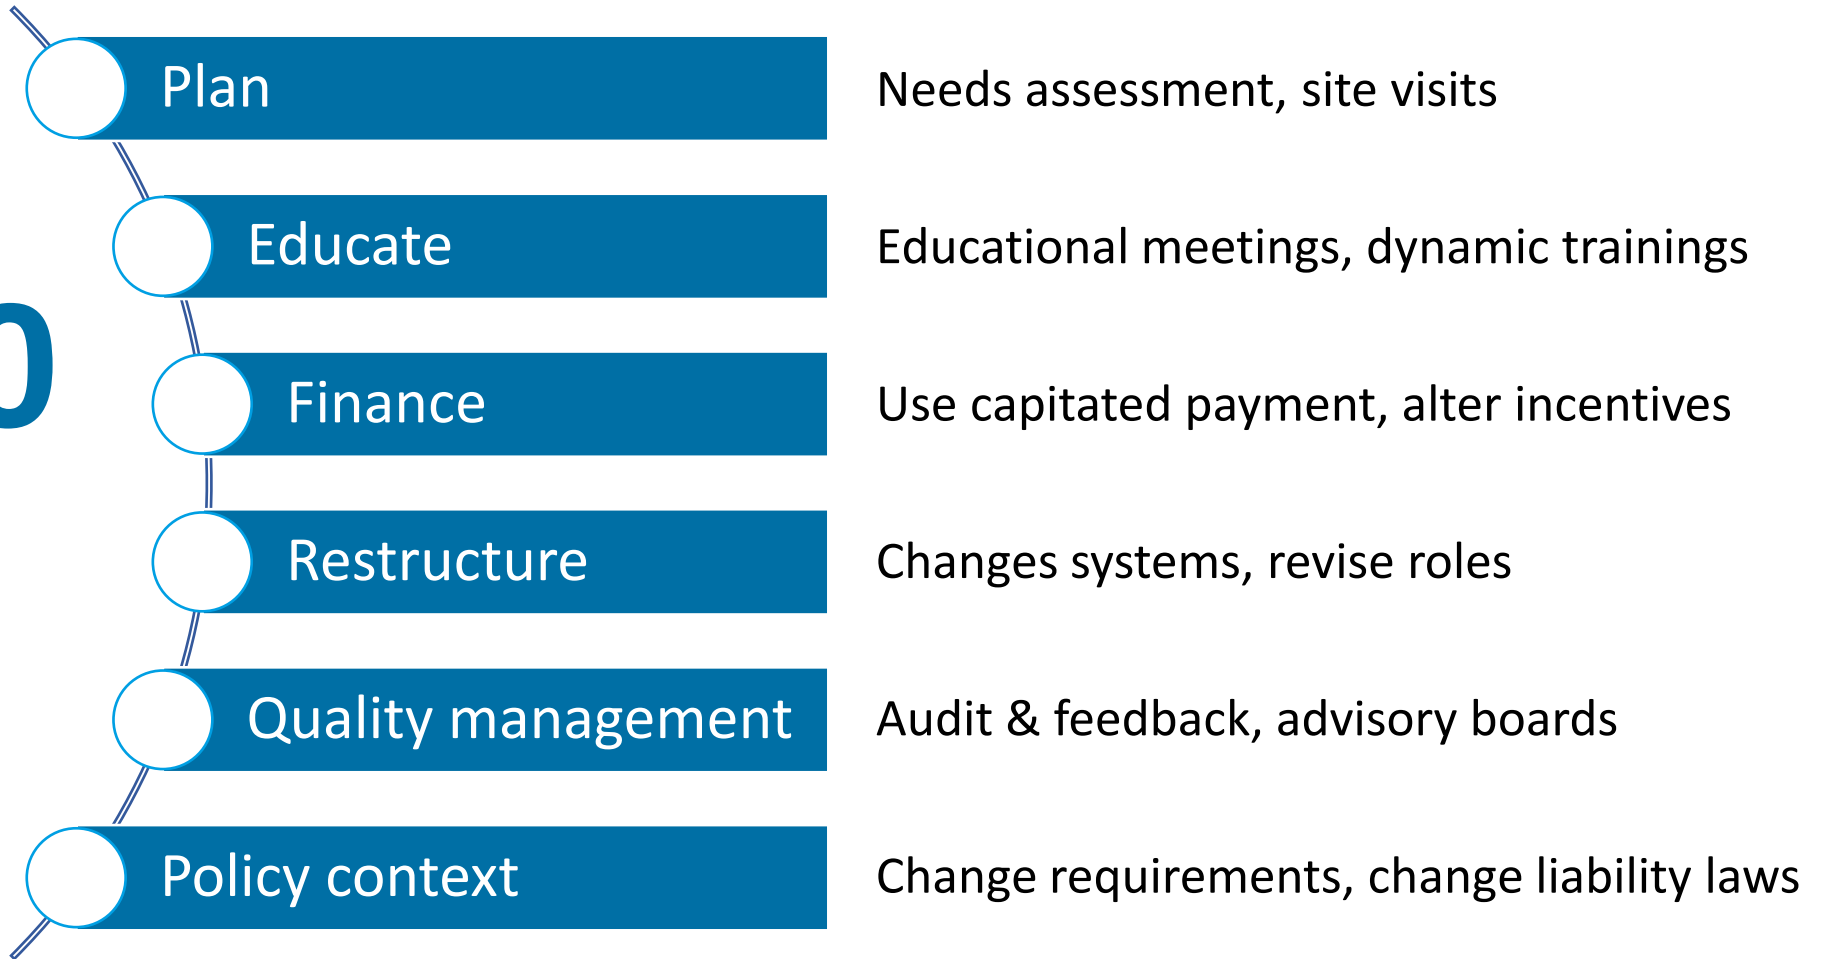 Plan
Needs assessment, site visits
Educate
Educational meetings, dynamic trainings
0
Finance
Use capitated payment, alter incentives
Restructure
Changes systems, revise roles
Quality management
Audit & feedback, advisory boards
Policy context
Change requirements, change liability laws